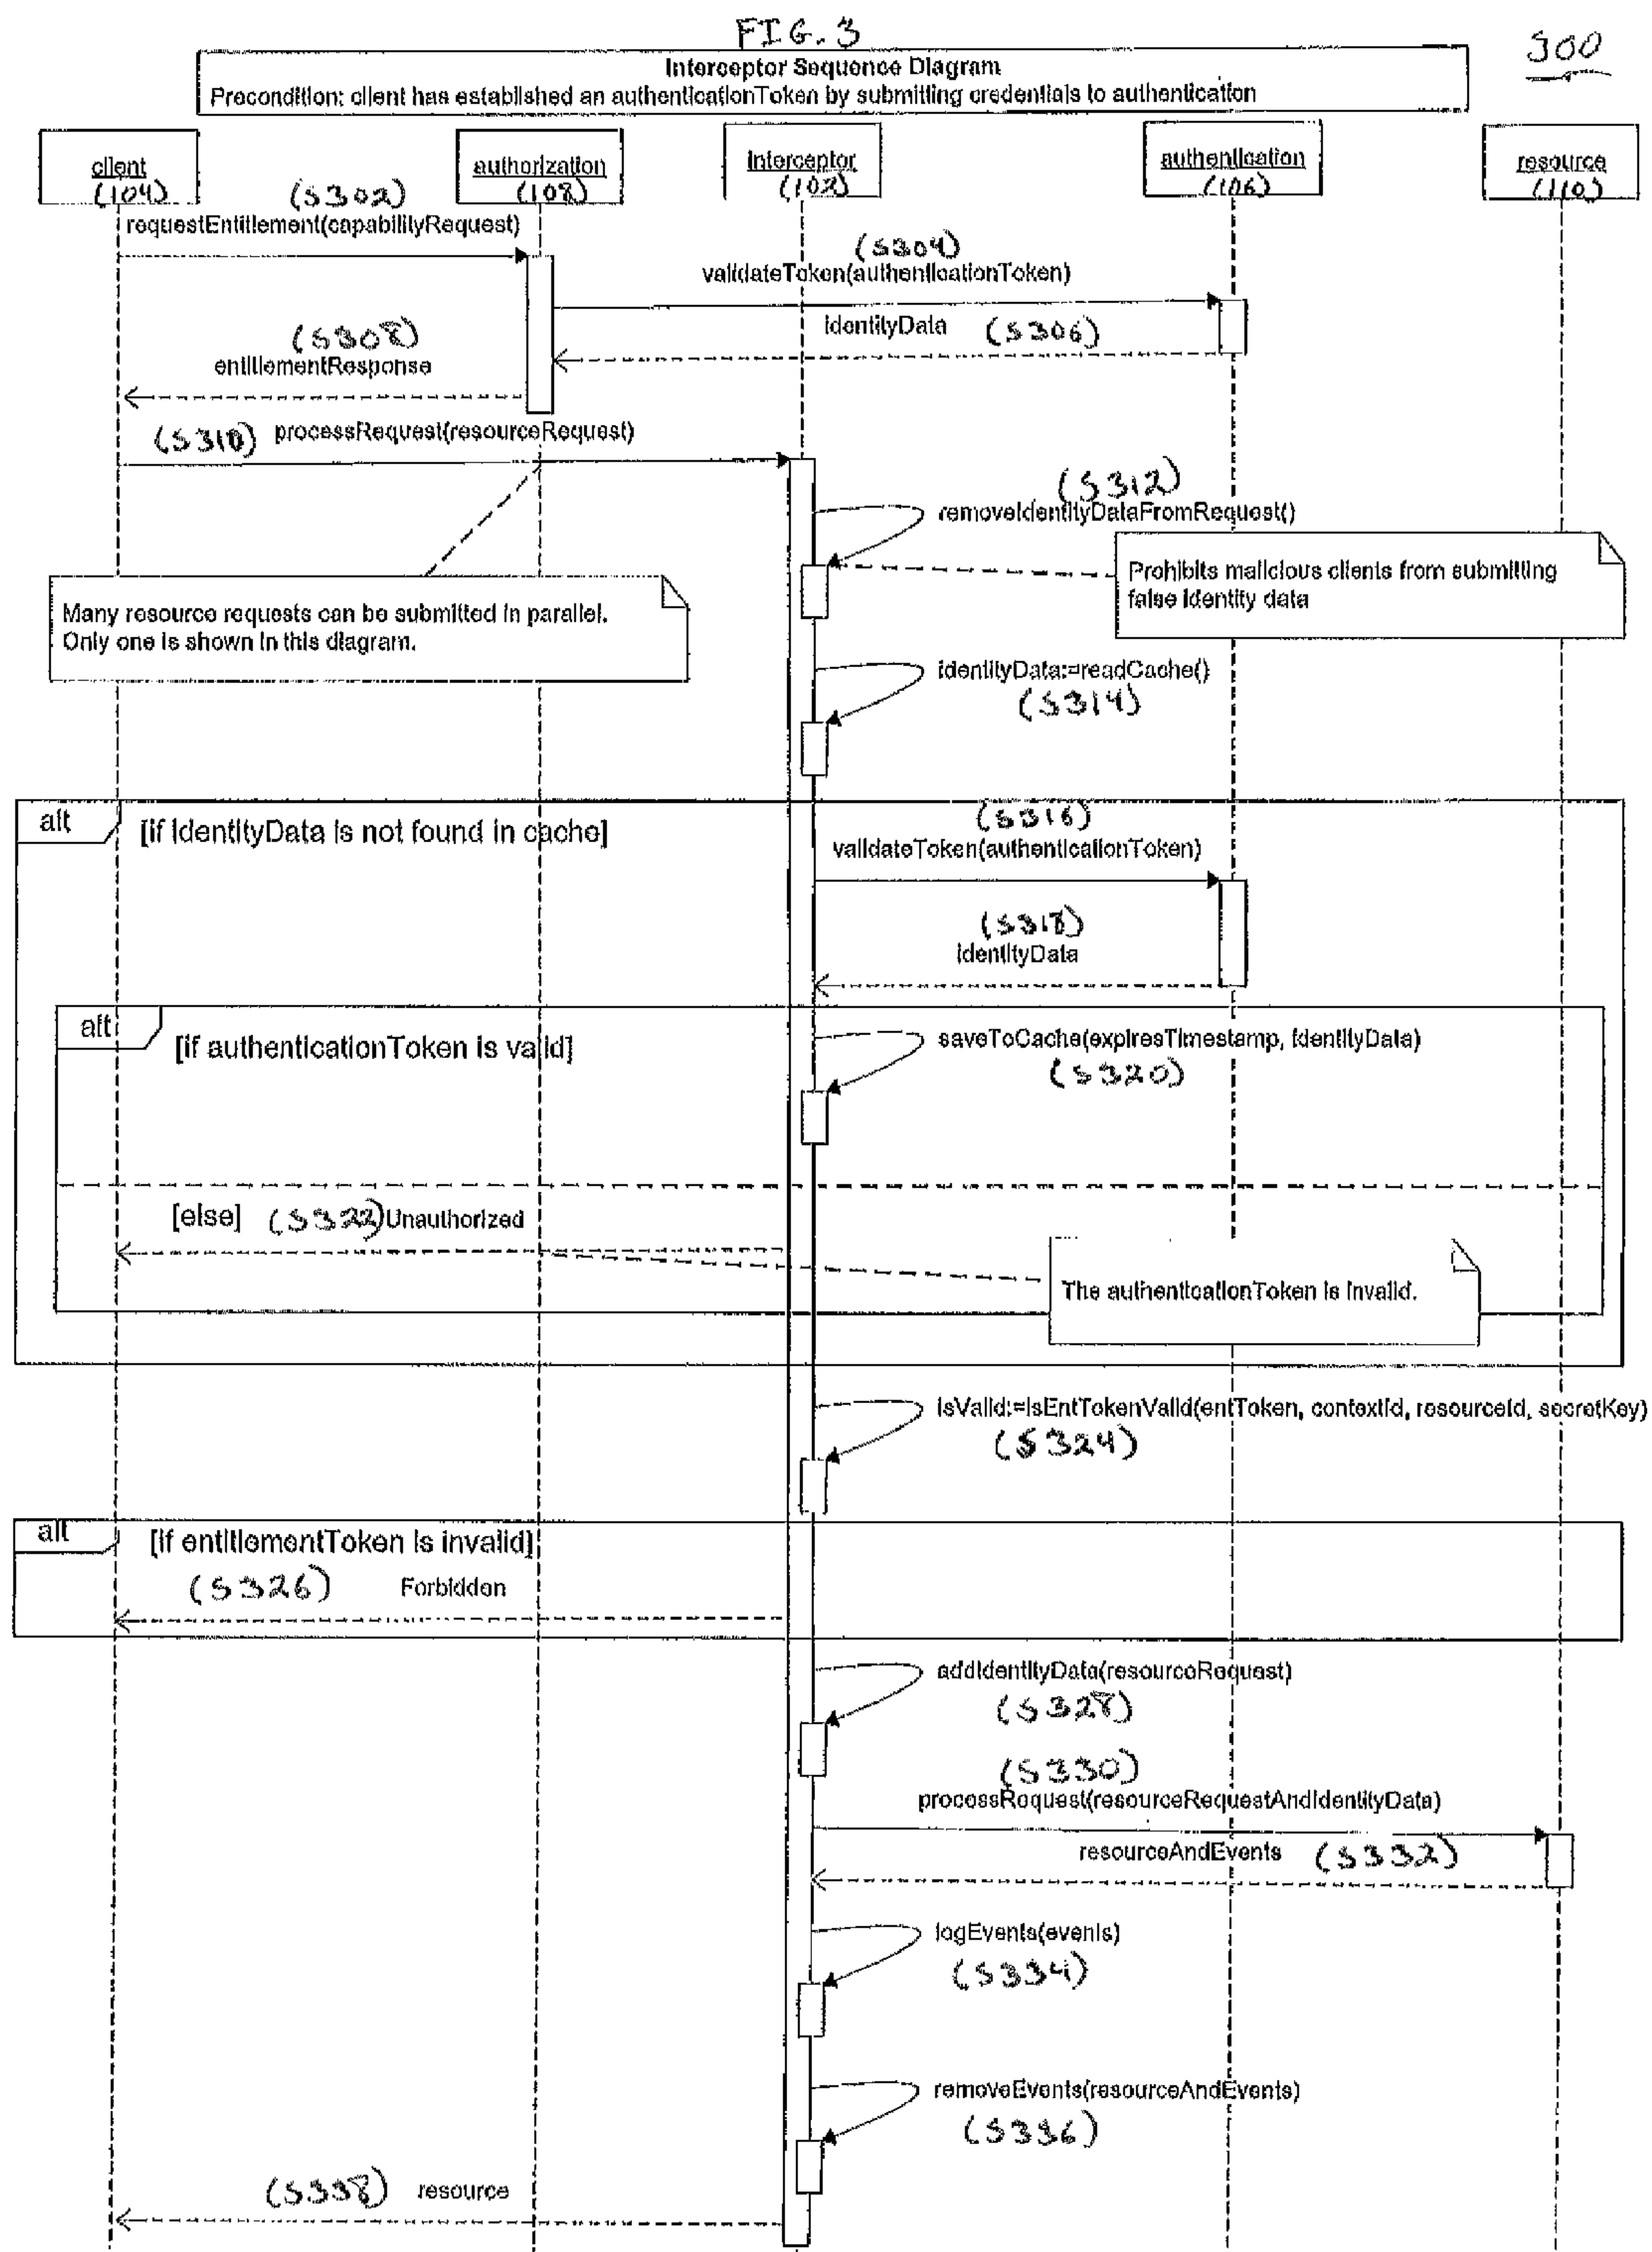 FIG. 3
300
Interceptor Sequence Diagram
Precondition: client has established an authenticationToken by submitting credentials to authentication
client
(104)
authorization
(108)
Interceptor
(102)
authentication
(106)
resource
(110)
(S302)
requestEntitlement(capabilityRequest)
(S304)
validateToken(authenticationToken)
identityData (S306)
(S308)
entitlementResponse
(S310) processRequest(resourceRequest)
(S312)
removeIdentityDataFromRequest()
Prohibits malicious clients from submitting
false identity data
Many resource requests can be submitted in parallel.
Only one is shown in this diagram.
identityData:=readCache()
(S314)
alt
[if identityData is not found in cache]
(S316)
validateToken(authenticationToken)
(S318)
identityData
alt
[if authenticationToken is valid]
saveToCache(expiresTimestamp, identityData)
(S320)
[else] (S322) Unauthorized
The authenticationToken is invalid.
isValid:=isEntTokenValid(entToken, contextId, resourceId, secretKey)
(S324)
alt
[if entitlementToken is invalid]
(S326) Forbidden
addIdentityData(resourceRequest)
(S328)
(S330)
processRequest(resourceRequestAndIdentityData)
resourceAndEvents (S332)
logEvents(events)
(S334)
removeEvents(resourceAndEvents)
(S336)
(S338) resource